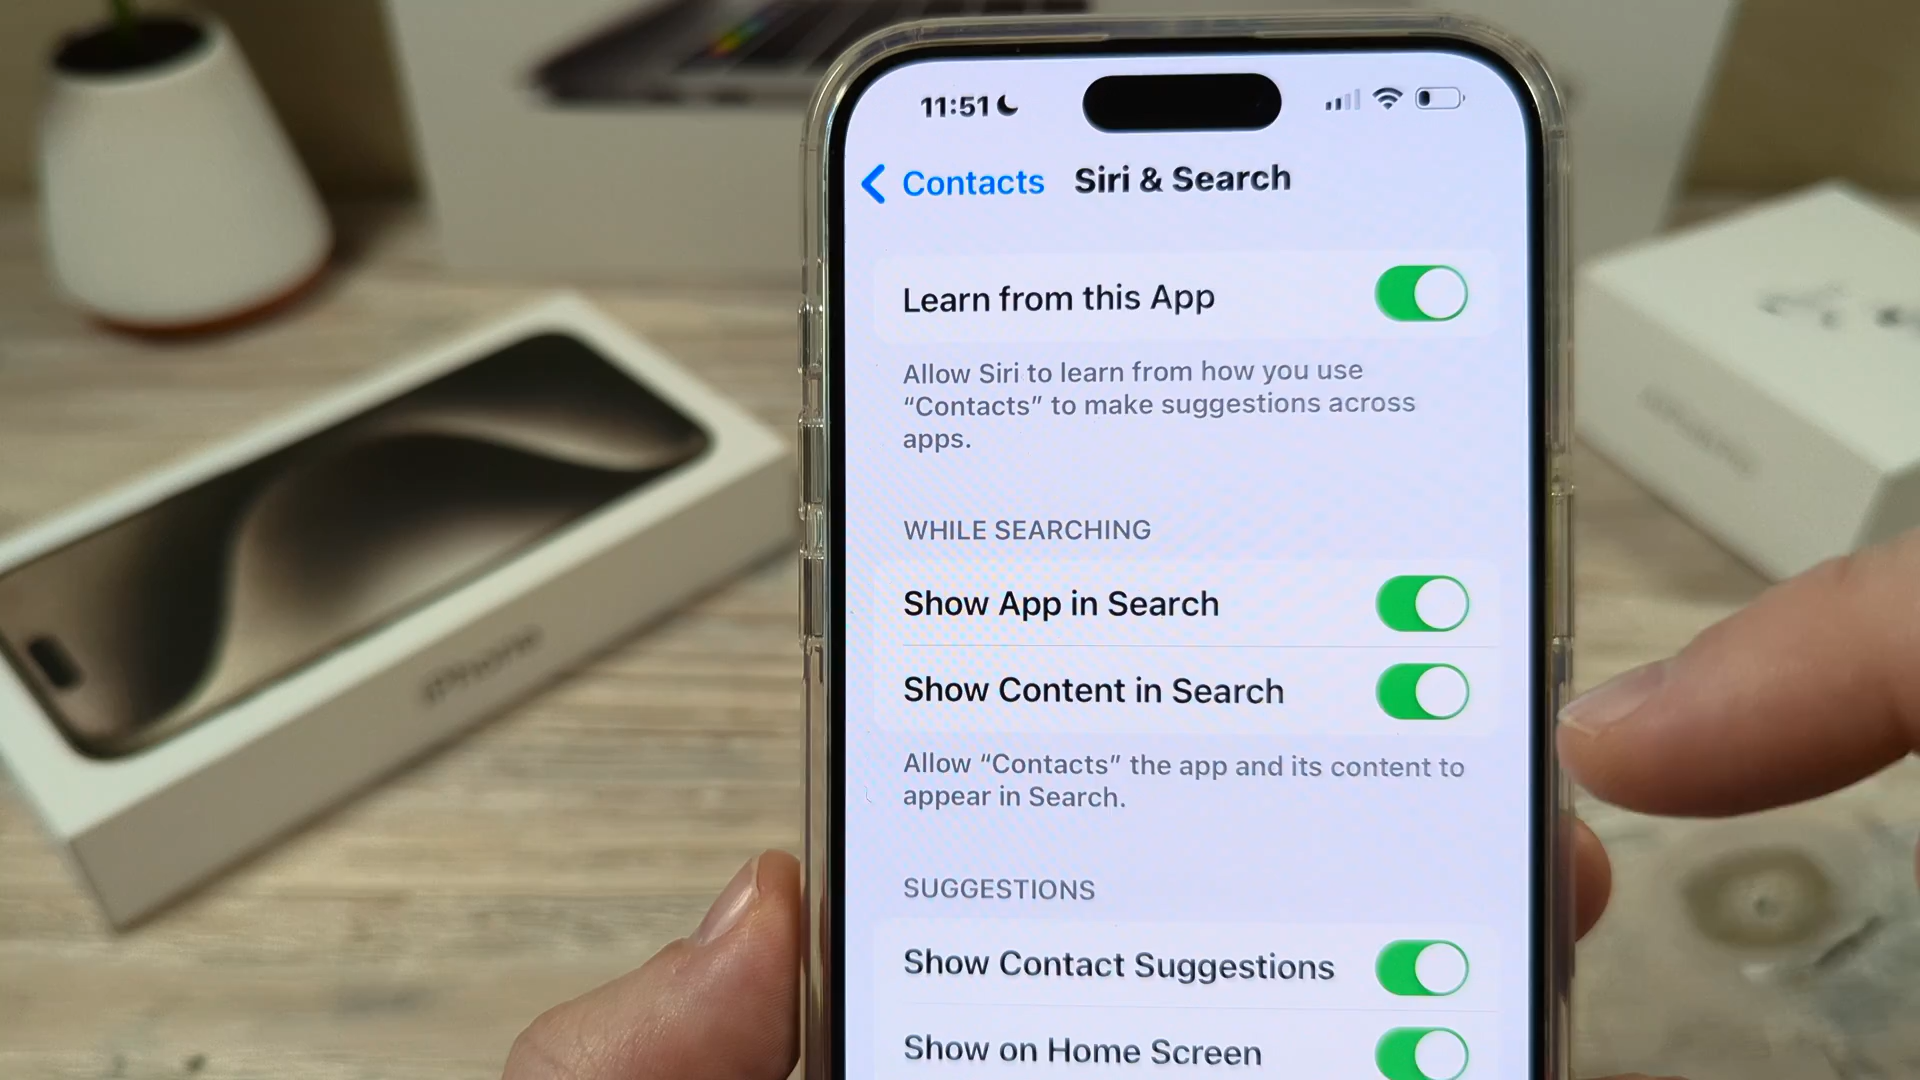 11:51
Contacts Siri & Search
Learn from this App
Allow Siri to learn from how you use
“Contacts” to make suggestions across
apps.
WHILE SEARCHING
Show App in Search
Show Content in Search
Allow “Contacts” the app and its content to
appear in Search.
SUGGESTIONS
Show Contact Suggestions
Show on Home Screen
iPhone